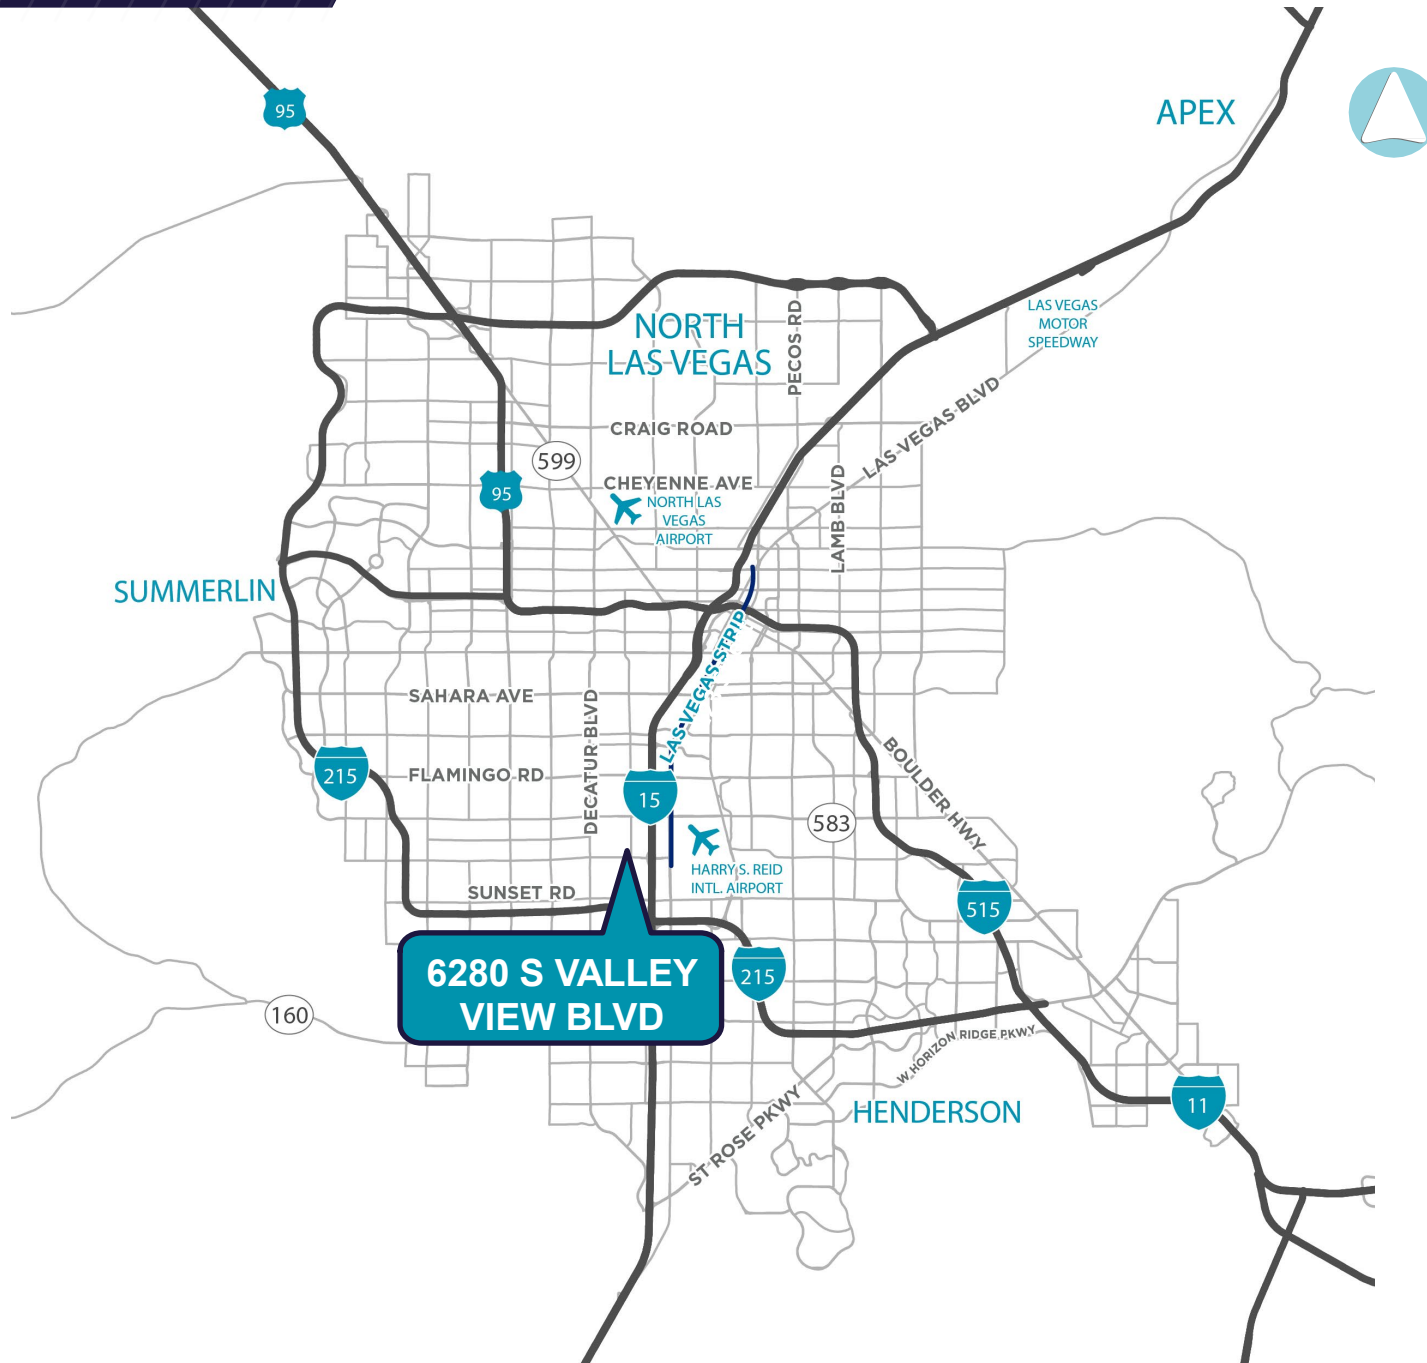 95
APEX
LAS VEGAS
MOTOR
SPEEDWAY
NORTH
LAS VEGAS
PECOS RD
LAS VEGAS BLVD
CRAIG ROAD
599
CHEYENNE AVE
95
NORTH LAS
VEGAS
AIRPORT
LAMB BLVD
SUMMERLIN
LAS VEGAS STRIP
SAHARA AVE
DECATUR BLVD
215
FLAMINGO RD
15
BOULDER HWY
583
HARRY S. REID
INTL. AIRPORT
SUNSET RD
515
6280 S VALLEY
VIEW BLVD
215
160
W HORIZON RIDGE PKWY
ST ROSE PKWY
HENDERSON
11